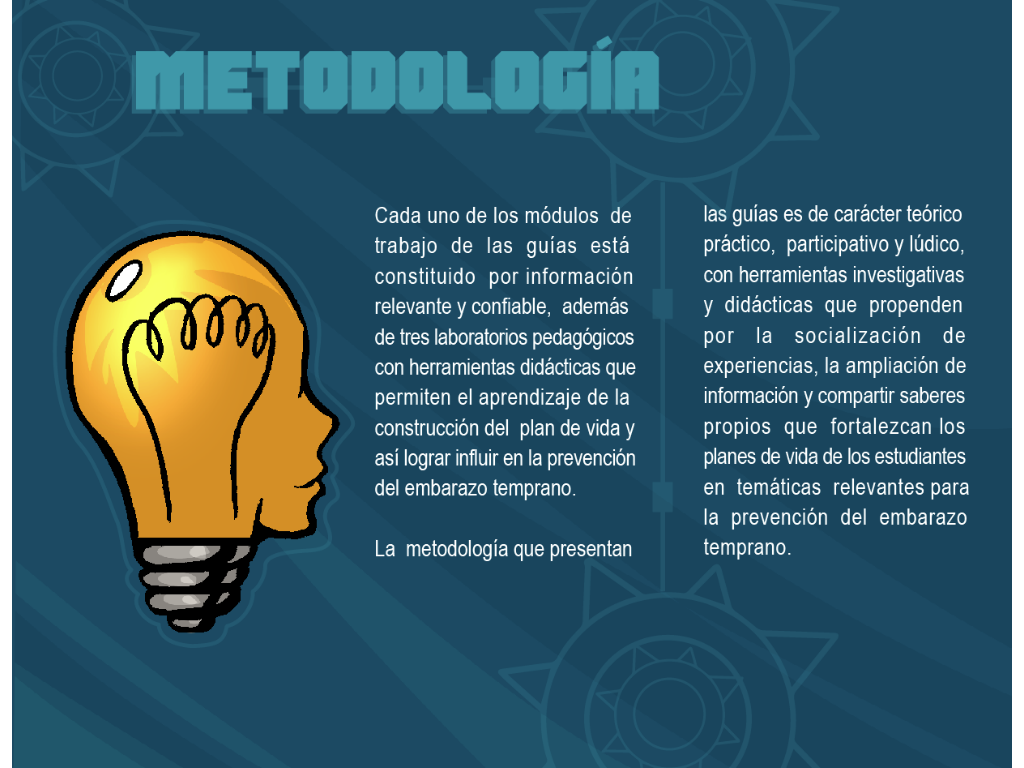 METODOLOGÍA
Cada uno de los módulos de
trabajo de las guías está
constituido por información
relevante y confiable, además
de tres laboratorios pedagógicos
con herramientas didácticas que
permiten el aprendizaje de la
construcción del plan de vida y
así lograr influir en la prevención
del embarazo temprano.
La metodología que presentan
las guías es de carácter teórico
práctico, participativo y lúdico,
con herramientas investigativas
y didácticas que propenden
por la socialización de
experiencias, la ampliación de
información y compartir saberes
propios que fortalezcan los
planes de vida de los estudiantes
en temáticas relevantes para
la prevención del embarazo
temprano.